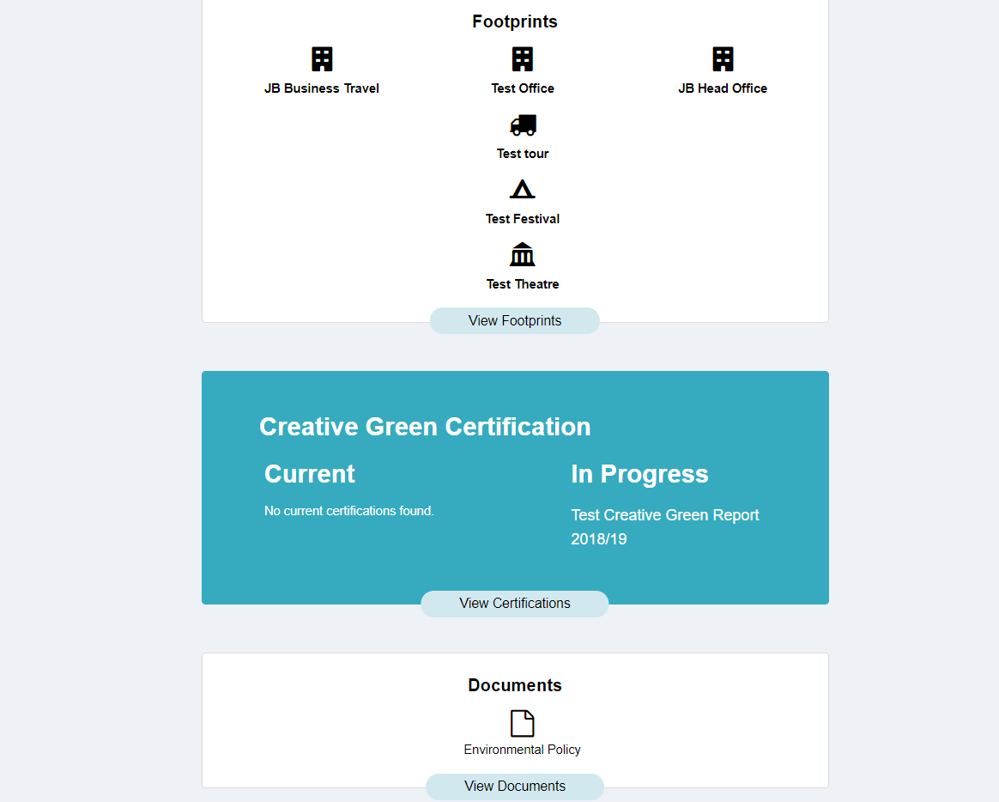 Footprints
JB Business Travel
Test Office
JB Head Office
Test tour
Test Festival
Test Theatre
View Footprints
Creative Green Certification
Current
No current certifications found.
In Progress
Test Creative Green Report
2018/19
View Certifications
Documents
Environmental Policy
View Documents